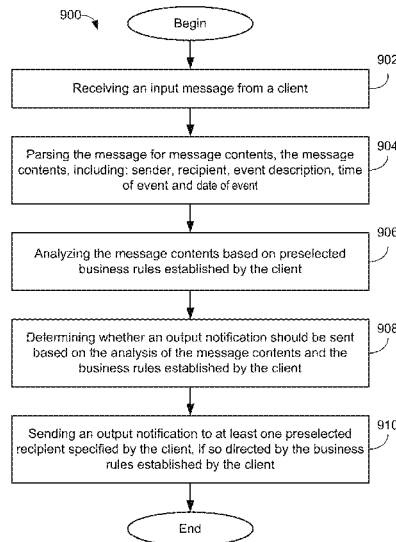 900
Begin
902
Receiving an input message from a client
904
Parsing the message for message contents, the message
contents, including: sender, recipient, event description, time
of event and date of event
906
Analyzing the message contents based on preselected
business rules established by the client
908
Determining whether an output notification should be sent
based on the analysis of the message contents and the
business rules established by the client
910
Sending an output notification to at least one preselected
recipient specified by the client, if so directed by the business
rules established by the client
End